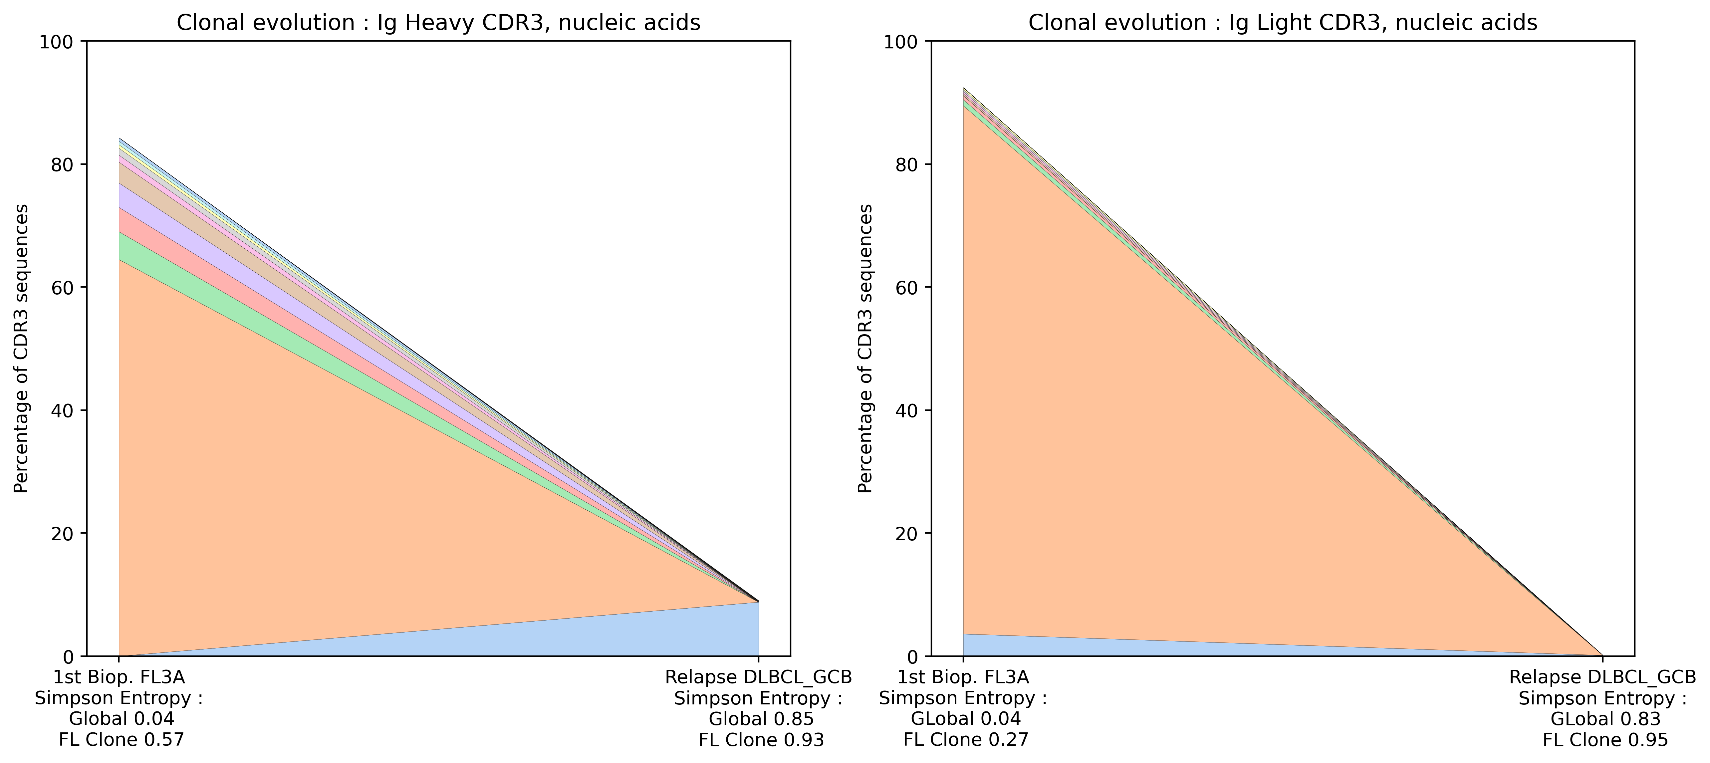 Clonal evolution : Ig Heavy CDR3, nucleic acids
Percentage of CDR3 sequences
100
80
60
40
20
0
1st Biop. FL3A
Simpson Entropy :
Global 0.04
FL Clone 0.57
Relapse DLBCL_GCB
Simpson Entropy :
Global 0.85
FL Clone 0.93
Clonal evolution : Ig Light CDR3, nucleic acids
Percentage of CDR3 sequences
100
80
60
40
20
0
1st Biop. FL3A
Simpson Entropy :
GLobal 0.04
FL Clone 0.27
Relapse DLBCL_GCB
Simpson Entropy :
GLobal 0.83
FL Clone 0.95